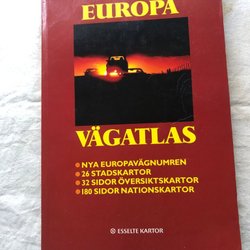 EUROPA
VÄGATLAS
NYA EUROPAVÄGNUMREN
26 STADSKARTOR
32 SIDOR ÖVERSIKTSKARTOR
180 SIDOR NATIONSKARTOR
ESSELTE KARTOR